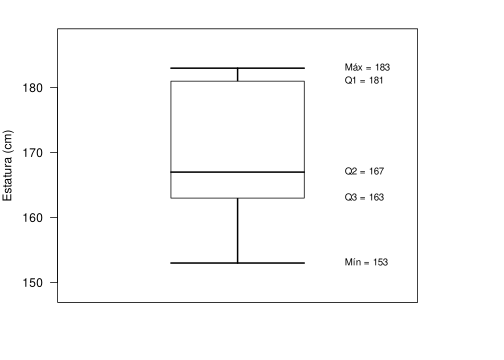 Estatura (cm)
180
170
160
150
Máx = 183
Q1 = 181
Q2 = 167
Q3 = 163
Mín = 153